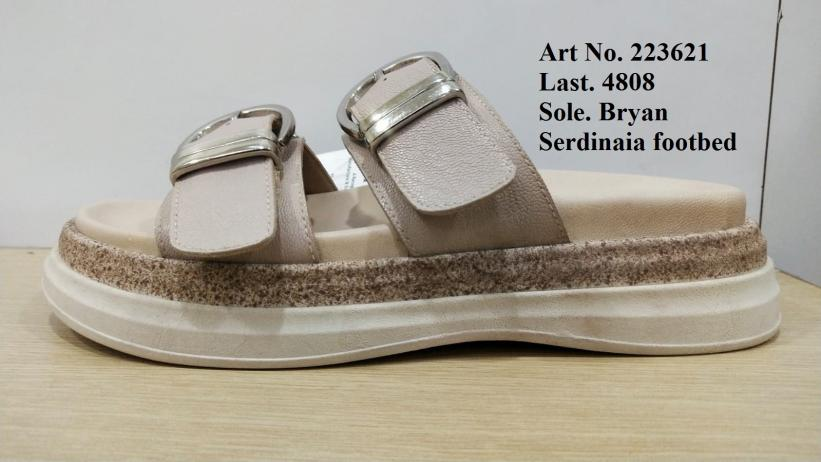 Art No. 223621
Last. 4808
Sole. Bryan
Serdinaia footbed